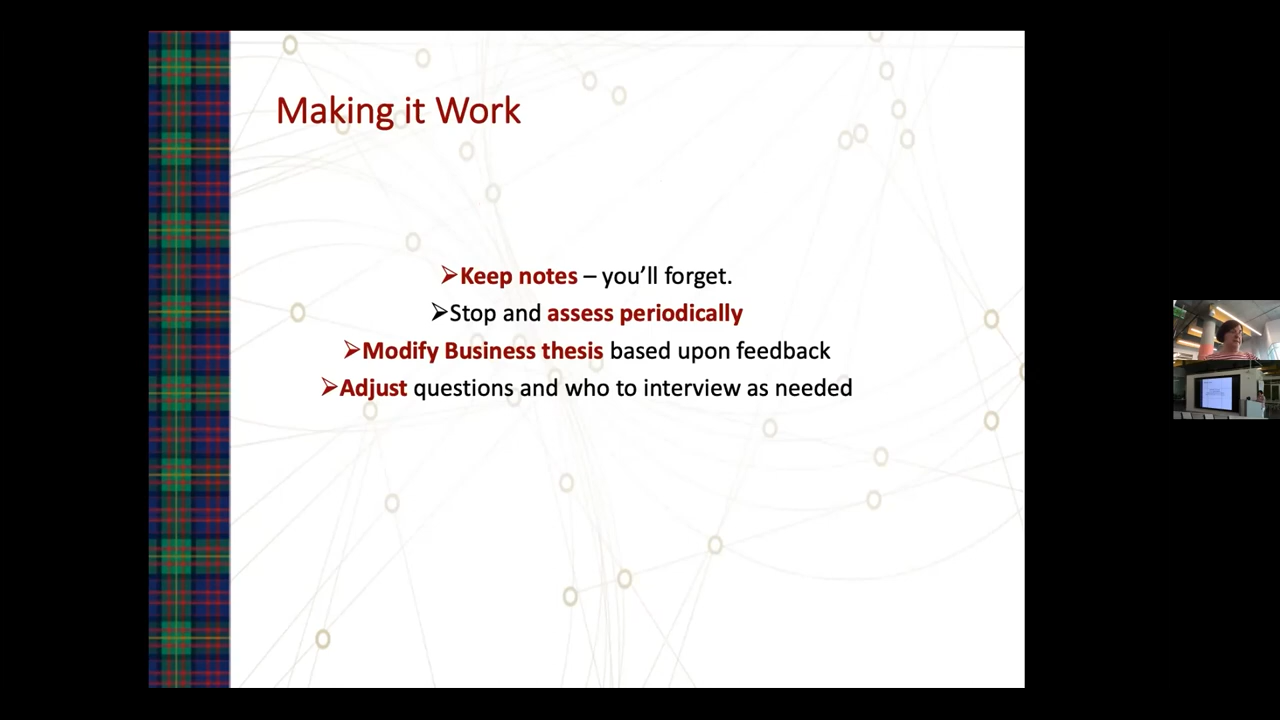 Making it Work
➢Keep notes – you’ll forget.
➢Stop and assess periodically
➢Modify Business thesis based upon feedback
➢Adjust questions and who to interview as needed